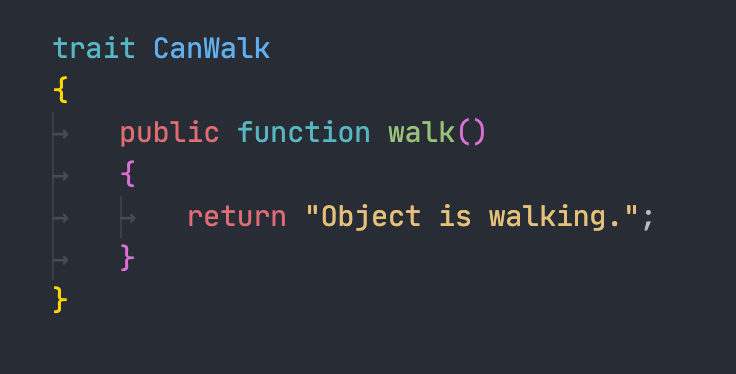 trait CanWalk
{
public function walk()
{
return "Object is walking.";
}
}